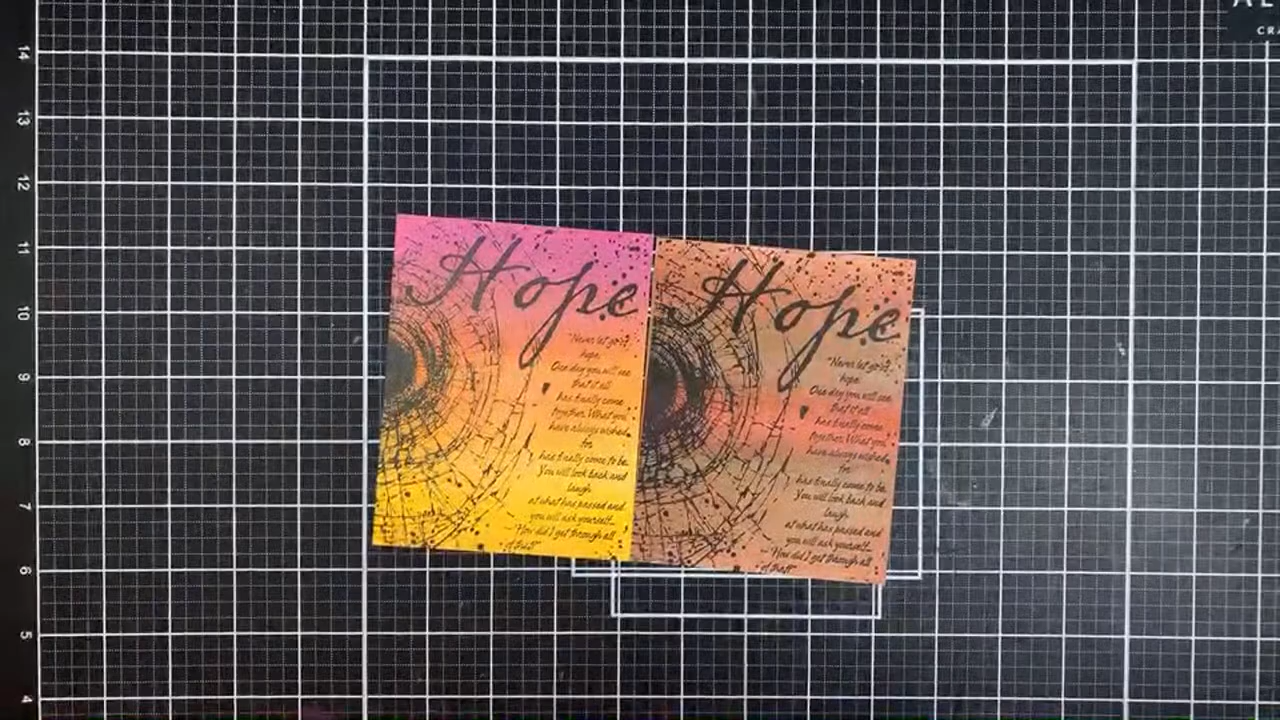 Hope
"Never let go of
hope.
One day you will see
that it all
has finally come
together. What you
have always wished
for
has finally come to be.
You will look back and
laugh
at what has passed and
you will ask yourself...
"How did I get through all
of that?"
Hope
"Never let go of
hope.
One day you will see
that it all
has finally come
together. What you
have always wished
for
has finally come to be.
You will look back and
laugh
at what has passed and
you will ask yourself...
"How did I get through all
of that?"
14
13
12
11
10
9
8
7
6
5
4